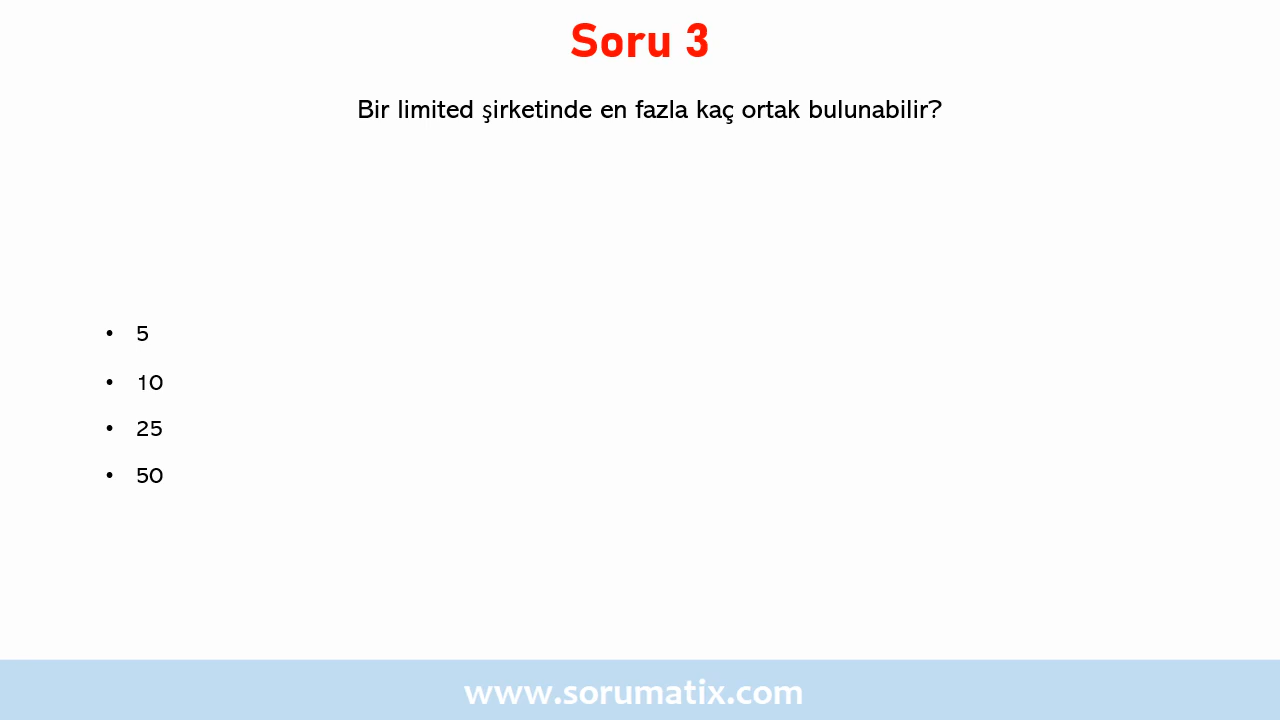 Soru 3
Bir limited şirketinde en fazla kaç ortak bulunabilir?
• 5
• 10
• 25
• 50
www.sorumatix.com